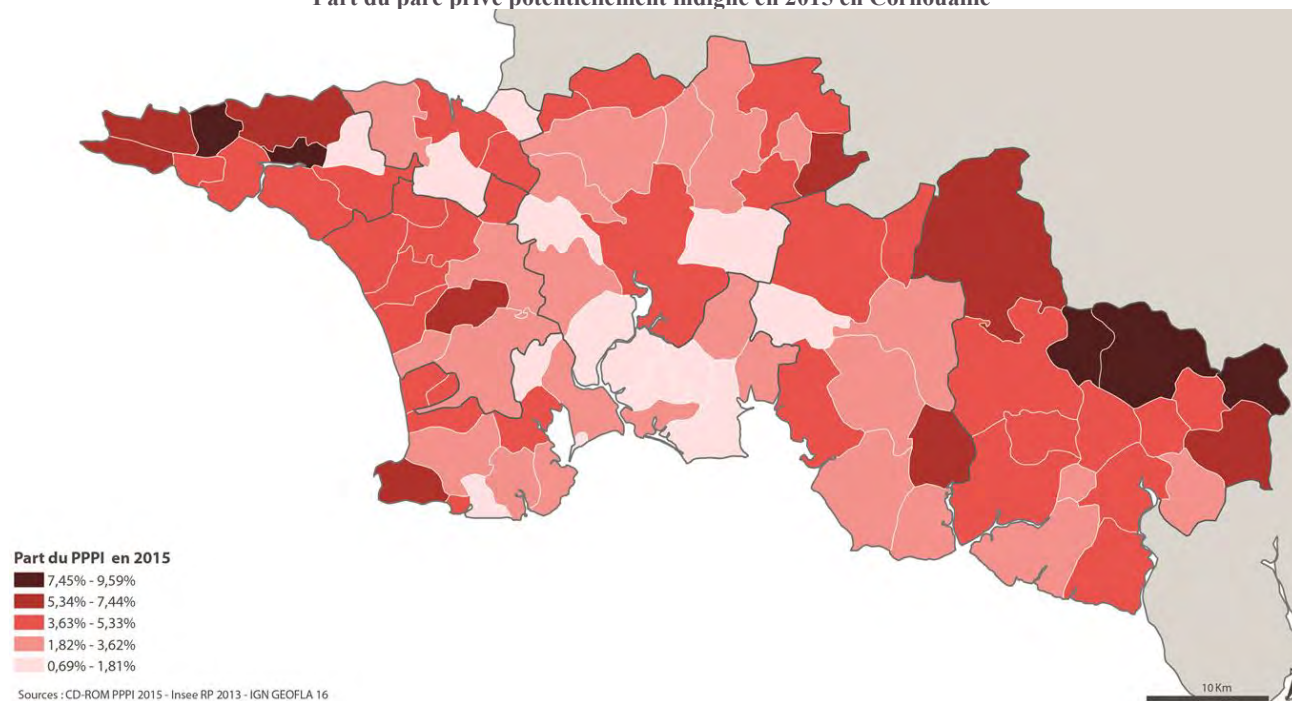 Part du parc privé potentiellement indigne en 2015 en Cornouaille
Part du PPPI en 2015
7,45% - 9,59%
5,34% - 7,44%
3,63% - 5,33%
1,82% - 3,62%
0,69% - 1,81%
Sources : CD-ROM PPPI 2015 - Insee RP 2013 - IGN GEOFLA 16
10 Km